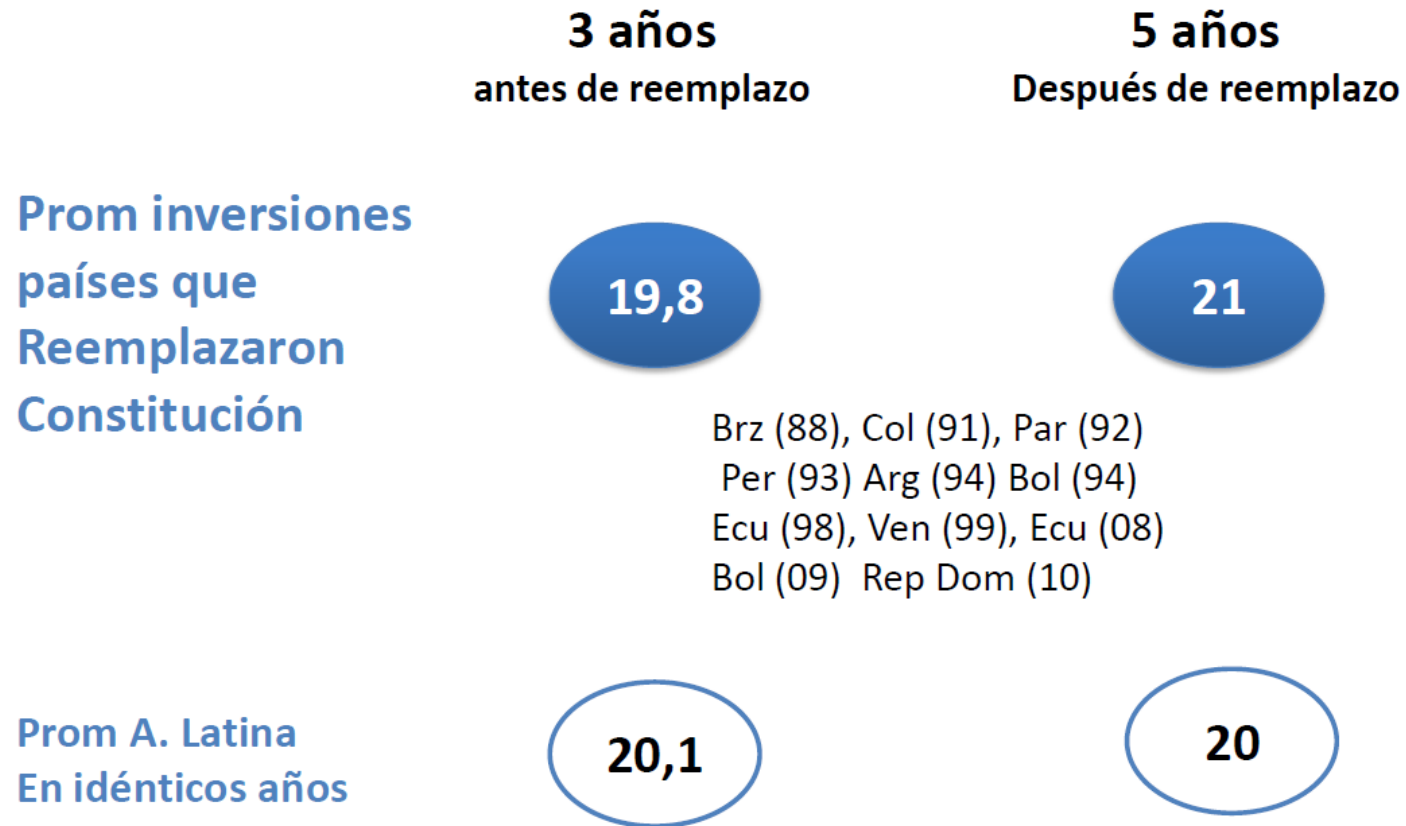 3 años
antes de reemplazo
5 años
Después de reemplazo
Prom inversiones
países que
Reemplazaron
Constitución
19,8
21
Brz (88), Col (91), Par (92)
Per (93) Arg (94) Bol (94)
Ecu (98), Ven (99), Ecu (08)
Bol (09) Rep Dom (10)
Prom A. Latina
En idénticos años
20,1
20